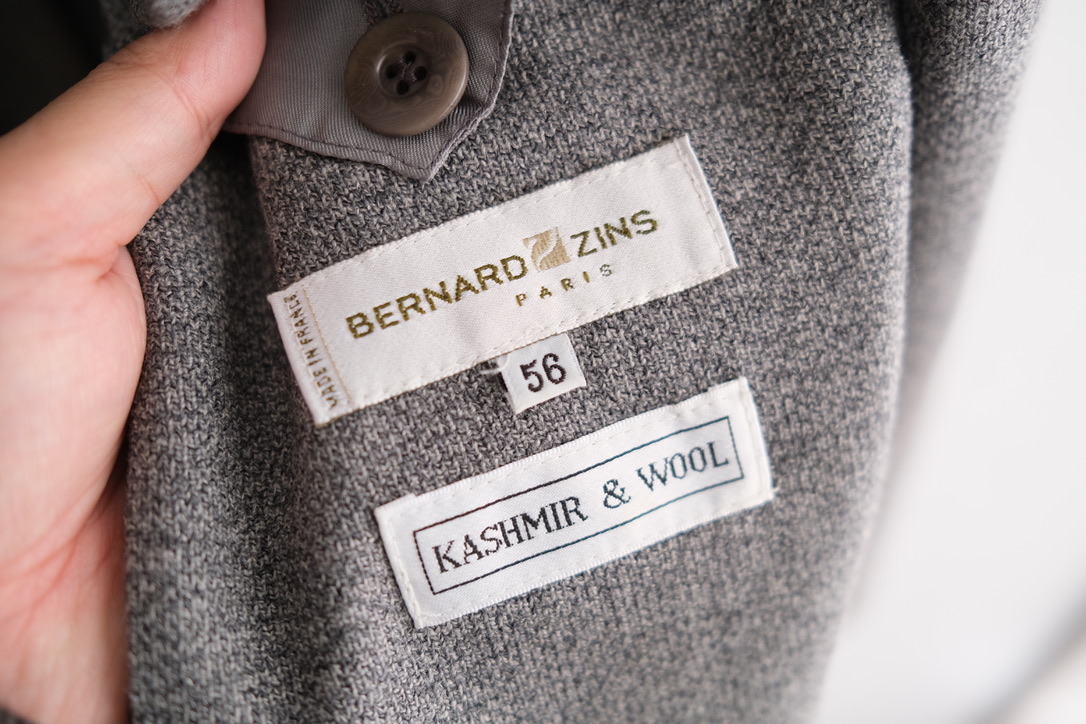 BERNARD ZINS
PARIS
MADE IN FRANCE
56
KASHMIR & WOOL